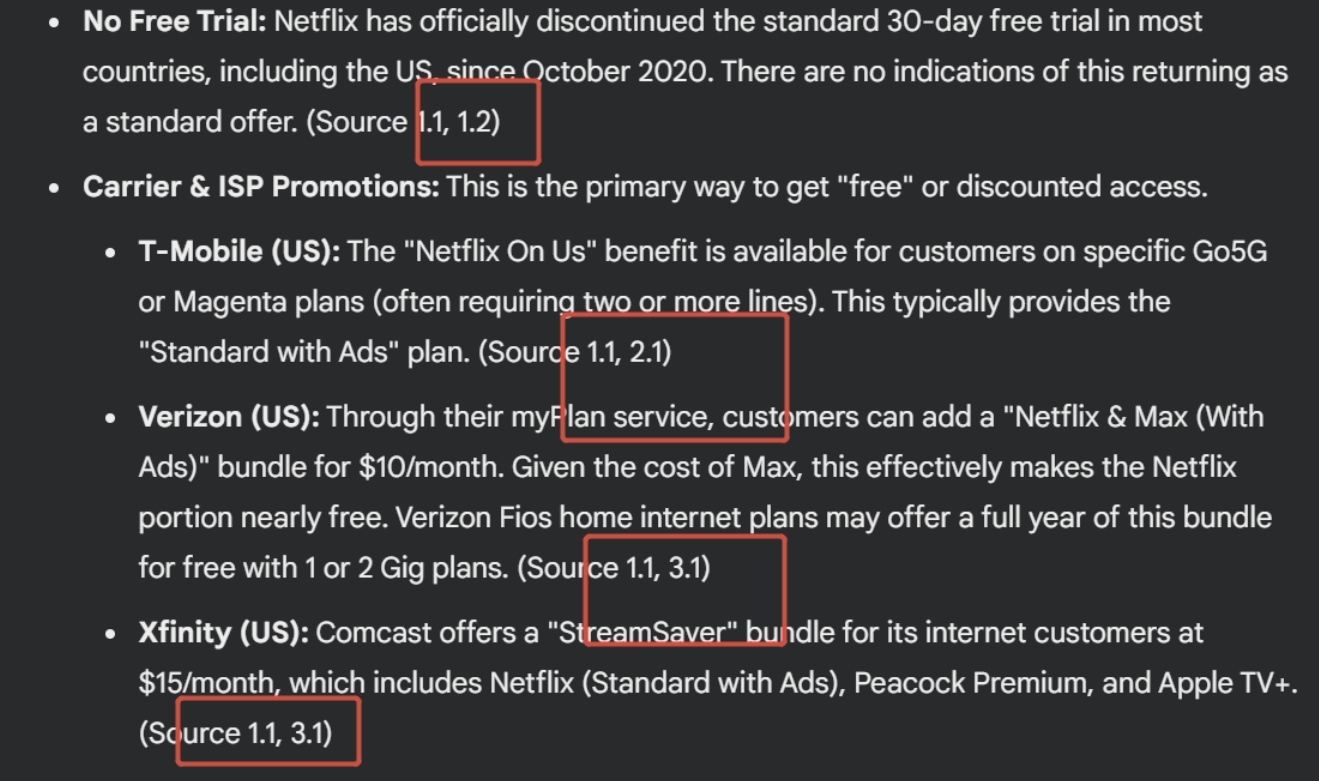 • No Free Trial: Netflix has officially discontinued the standard 30-day free trial in most
countries, including the US, since October 2020. There are no indications of this returning as
a standard offer. (Source 1.1, 1.2)
• Carrier & ISP Promotions: This is the primary way to get "free" or discounted access.
• T-Mobile (US): The "Netflix On Us" benefit is available for customers on specific Go5G
or Magenta plans (often requiring two or more lines). This typically provides the
"Standard with Ads" plan. (Source 1.1, 2.1)
• Verizon (US): Through their myPlan service, customers can add a "Netflix & Max (With
Ads)" bundle for $10/month. Given the cost of Max, this effectively makes the Netflix
portion nearly free. Verizon Fios home internet plans may offer a full year of this bundle
for free with 1 or 2 Gig plans. (Source 1.1, 3.1)
• Xfinity (US): Comcast offers a "StreamSaver" bundle for its internet customers at
$15/month, which includes Netflix (Standard with Ads), Peacock Premium, and Apple TV+.
(Source 1.1, 3.1)